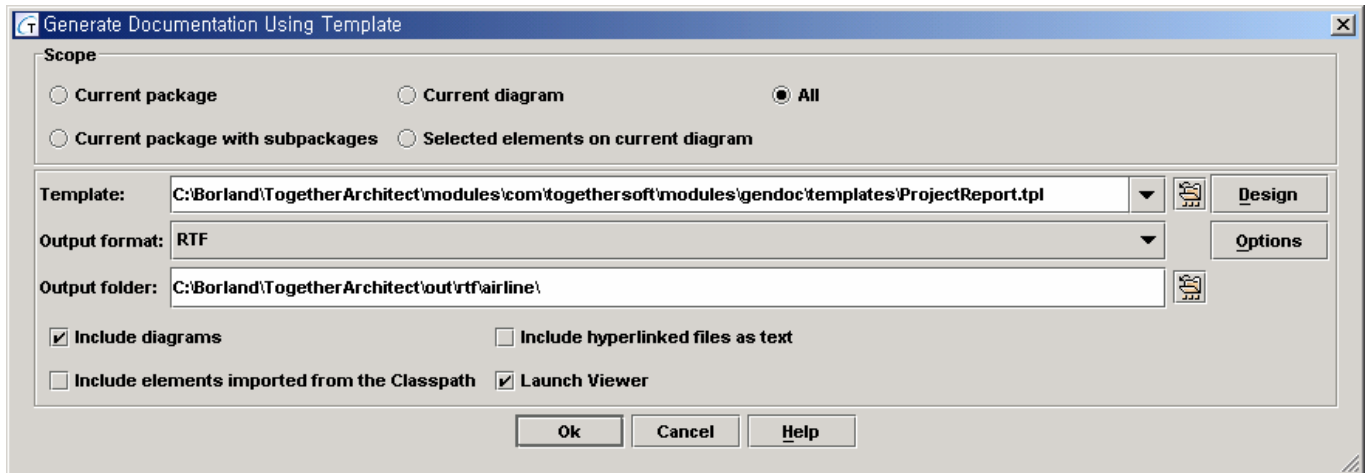 Generate Documentation Using Template
Scope
Current package Current diagram All
Current package with subpackages Selected elements on current diagram
Template: C:\Borland\TogetherArchitect\modules\com\togethersoft\modules\gendoc\templates\ProjectReport.tpl Design
Output format: RTF Options
Output folder: C:\Borland\TogetherArchitect\out\rtf\airline\
Include diagrams Include hyperlinked files as text
Include elements imported from the Classpath Launch Viewer
Ok Cancel Help